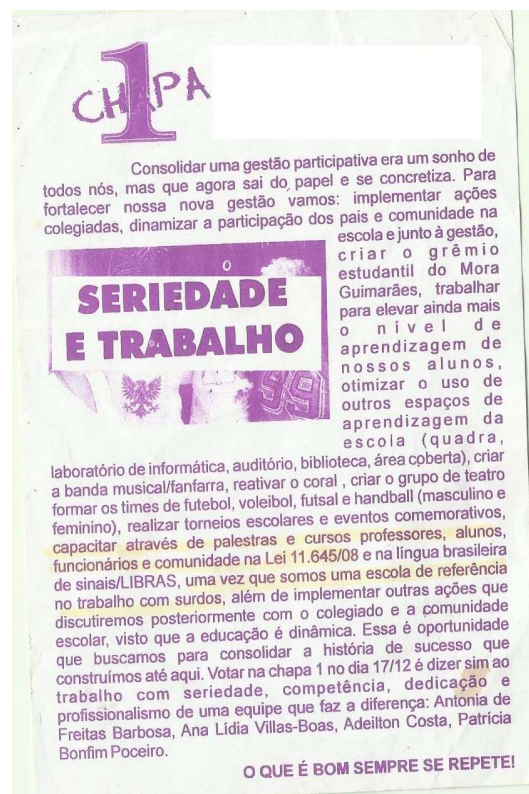 CHAPA 1
Consolidar uma gestão participativa era um sonho de
todos nós, mas que agora sai do papel e se concretiza. Para
fortalecer nossa nova gestão vamos: implementar ações
colegiadas, dinamizar a participação dos pais e comunidade na
escola e junto à gestão,
criar o grêmio
estudantil do Mora
Guimarães, trabalhar
para elevar ainda mais
o nível de
aprendizagem de
nossos alunos,
otimizar o uso de
outros espaços de
aprendizagem da
escola (quadra,
SERIEDADE
E TRABALHO
99
laboratório de informática, auditório, biblioteca, área coberta), criar
a banda musical/fanfarra, reativar o coral , criar o grupo de teatro
formar os times de futebol, voleibol, futsal e handball (masculino e
feminino), realizar torneios escolares e eventos comemorativos,
capacitar através de palestras e cursos professores, alunos,
funcionários e comunidade na Lei 11.645/08 e na língua brasileira
de sinais/LIBRAS, uma vez que somos uma escola de referência
no trabalho com surdos, além de implementar outras ações que
discutiremos posteriormente com o colegiado e a comunidade
escolar, visto que a educação é dinâmica. Essa é oportunidade
que buscamos para consolidar a história de sucesso que
construímos até aqui. Votar na chapa 1 no dia 17/12 é dizer sim ao
trabalho com seriedade, competência, dedicação e
profissionalismo de uma equipe que faz a diferença: Antonia de
Freitas Barbosa, Ana Lídia Villas-Boas, Adeilton Costa, Patrícia
Bonfim Poceiro.
O QUE É BOM SEMPRE SE REPETE!